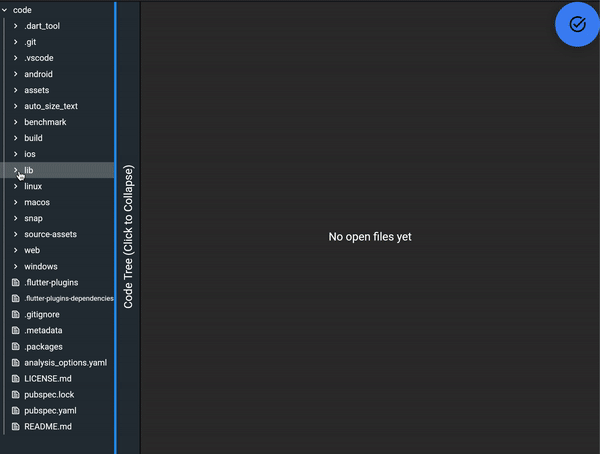 code
.dart_tool
.git
.vscode
android
assets
auto_size_text
benchmark
build
ios
lib
linux
macos
snap
source-assets
web
windows
.flutter-plugins
.flutter-plugins-dependencies
.gitignore
.metadata
.packages
analysis_options.yaml
LICENSE.md
pubspec.lock
pubspec.yaml
README.md
Code Tree (Click to Collapse)
No open files yet